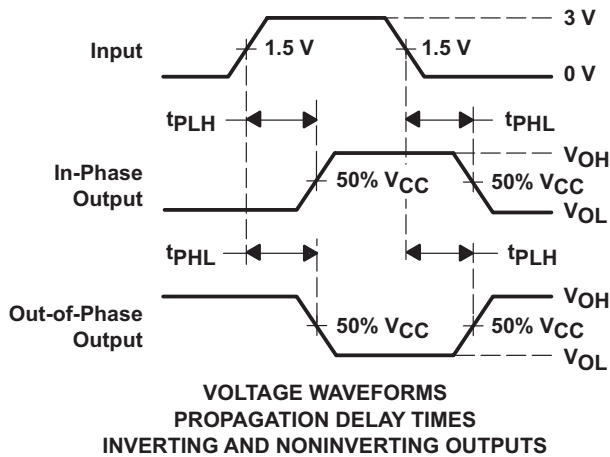 3 V
Input
1.5 V
1.5 V
0 V
tPLH
tPHL
VOH
In-Phase
Output
50% VCC
50% VCC
VOL
tPHL
tPLH
VOH
Out-of-Phase
Output
50% VCC
50% VCC
VOL
VOLTAGE WAVEFORMS
PROPAGATION DELAY TIMES
INVERTING AND NONINVERTING OUTPUTS